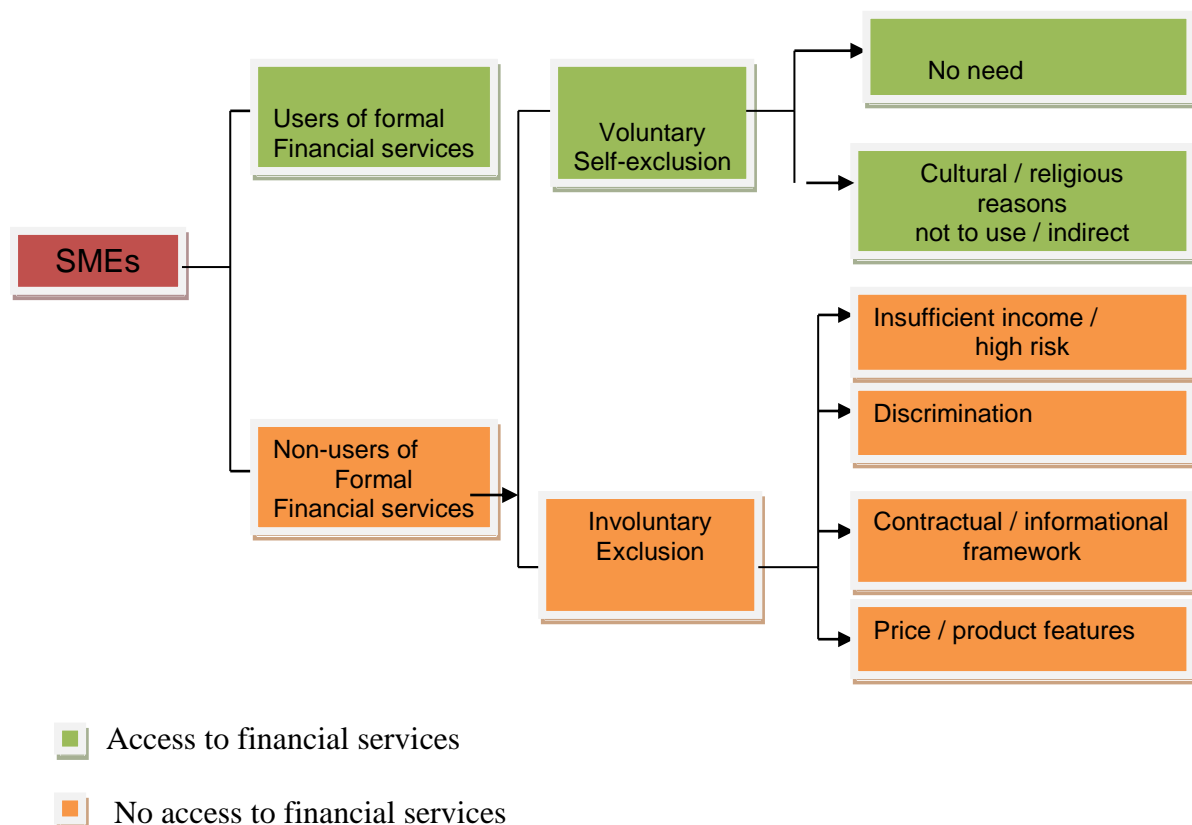 SMEs
Users of formal
Financial services
Non-users of
Formal
Financial services
Voluntary
Self-exclusion
Involuntary
Exclusion
No need
Cultural / religious
reasons
not to use / indirect
Insufficient income /
high risk
Discrimination
Contractual / informational
framework
Price / product features
Access to financial services
No access to financial services